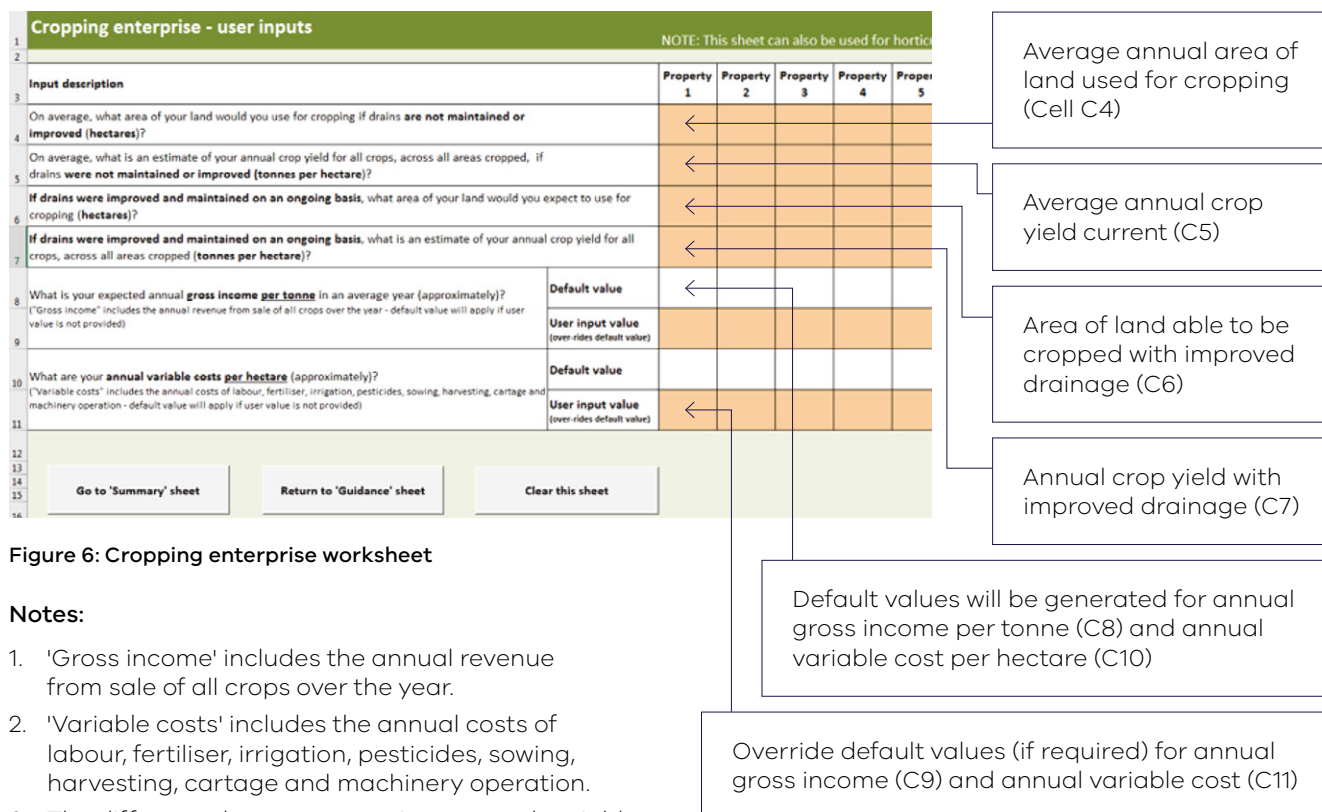 Cropping enterprise - user inputs
NOTE: This sheet can also be used for horticu
1
2
Input description
Property 1
Property 2
Property 3
Property 4
Proper 5
3
On average, what area of your land would you use for cropping if drains are not maintained or
improved (hectares)?
4
On average, what is an estimate of your annual crop yield for all crops, across all areas cropped, if
drains were not maintained or improved (tonnes per hectare)?
5
If drains were improved and maintained on an ongoing basis, what area of your land would you expect to use for
cropping (hectares)?
6
If drains were improved and maintained on an ongoing basis, what is an estimate of your annual crop yield for all
crops, across all areas cropped (tonnes per hectare)?
7
What is your expected annual gross income per tonne in an average year (approximately)?
Default value
8
("Gross income" includes the annual revenue from sale of all crops over the year - default value will apply if user
value is not provided)
User input value
(over-rides default value)
9
What are your annual variable costs per hectare (approximately)?
Default value
10
("Variable costs" includes the annual costs of labour, fertiliser, irrigation, pesticides, sowing, harvesting, cartage and
machinery operation - default value will apply if user value is not provided)
User input value
(over-rides default value)
11
12
13
14
15
16
Go to 'Summary' sheet
Return to 'Guidance' sheet
Clear this sheet
Average annual area of
land used for cropping
(Cell C4)
Average annual crop
yield current (C5)
Area of land able to be
cropped with improved
drainage (C6)
Annual crop yield with
improved drainage (C7)
Default values will be generated for annual
gross income per tonne (C8) and annual
variable cost per hectare (C10)
Override default values (if required) for annual
gross income (C9) and annual variable cost (C11)
Figure 6: Cropping enterprise worksheet
Notes:
1. 'Gross income' includes the annual revenue
from sale of all crops over the year.
2. 'Variable costs' includes the annual costs of
labour, fertiliser, irrigation, pesticides, sowing,
harvesting, cartage and machinery operation.